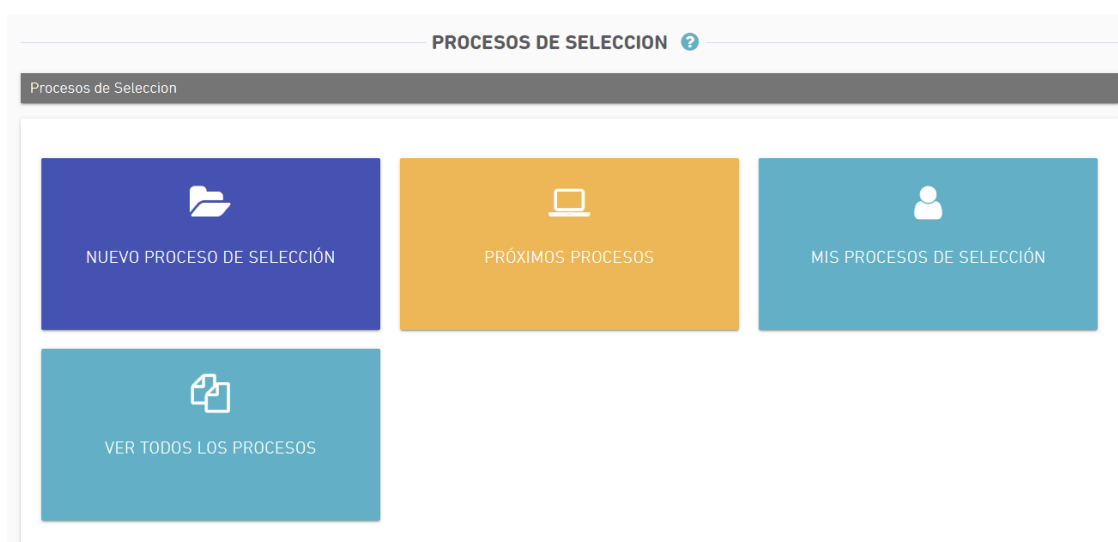 PROCESOS DE SELECCION ?
Procesos de Seleccion
NUEVO PROCESO DE SELECCIÓN
PRÓXIMOS PROCESOS
MIS PROCESOS DE SELECCIÓN
VER TODOS LOS PROCESOS